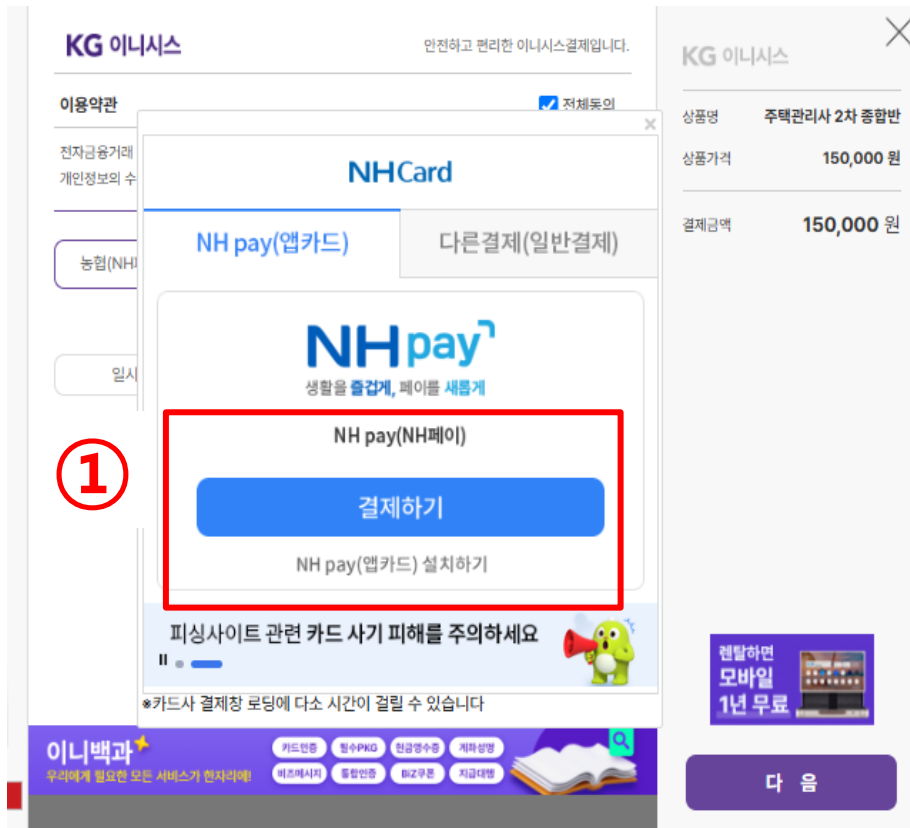 KG 이니시스
안전하고 편리한 이니시스결제입니다.
이용약관
전체동의
전자금융거래
개인정보의 수
농협(NH
일시
×
NHCard
NH pay(앱카드)
다른결제(일반결제)
NH pay
생활을 즐겁게, 페이를 새롭게
①
NH pay(NH페이)
결제하기
NH pay(앱카드) 설치하기
피싱사이트 관련 카드 사기 피해를 주의하세요
※카드사 결제창 로딩에 다소 시간이 걸릴 수 있습니다
이니백과
우리에게 필요한 모든 서비스가 한자리에!
카드인증 필수PKG 현금영수증 계좌성명
비즈메시지 통합인증 BIZ쿠폰 지급대행
KG 이니시스
상품명 주택관리사 2차 종합반
상품가격 150,000 원
결제금액 150,000 원
렌탈하면
모바일
1년 무료
다 음